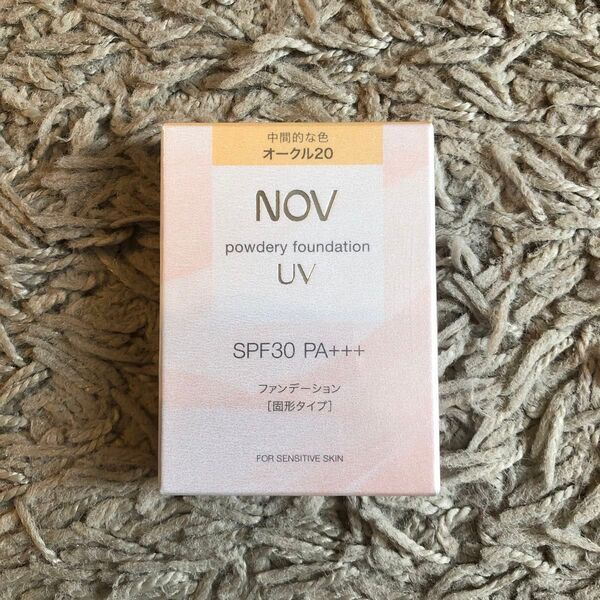 中間的な色
オークル20
NOV
powdery foundation
UV
SPF30 PA+++
ファンデーション
[固形タイプ]
FOR SENSITIVE SKIN